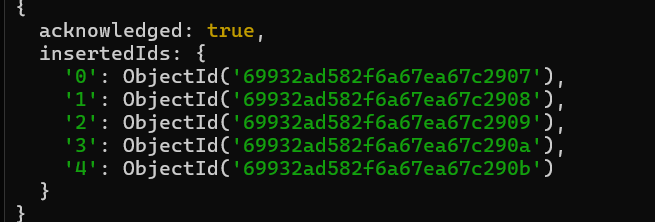 {
  acknowledged: true,
  insertedIds: {
    '0': ObjectId('69932ad582f6a67ea67c2907'),
    '1': ObjectId('69932ad582f6a67ea67c2908'),
    '2': ObjectId('69932ad582f6a67ea67c2909'),
    '3': ObjectId('69932ad582f6a67ea67c290a'),
    '4': ObjectId('69932ad582f6a67ea67c290b')
  }
}